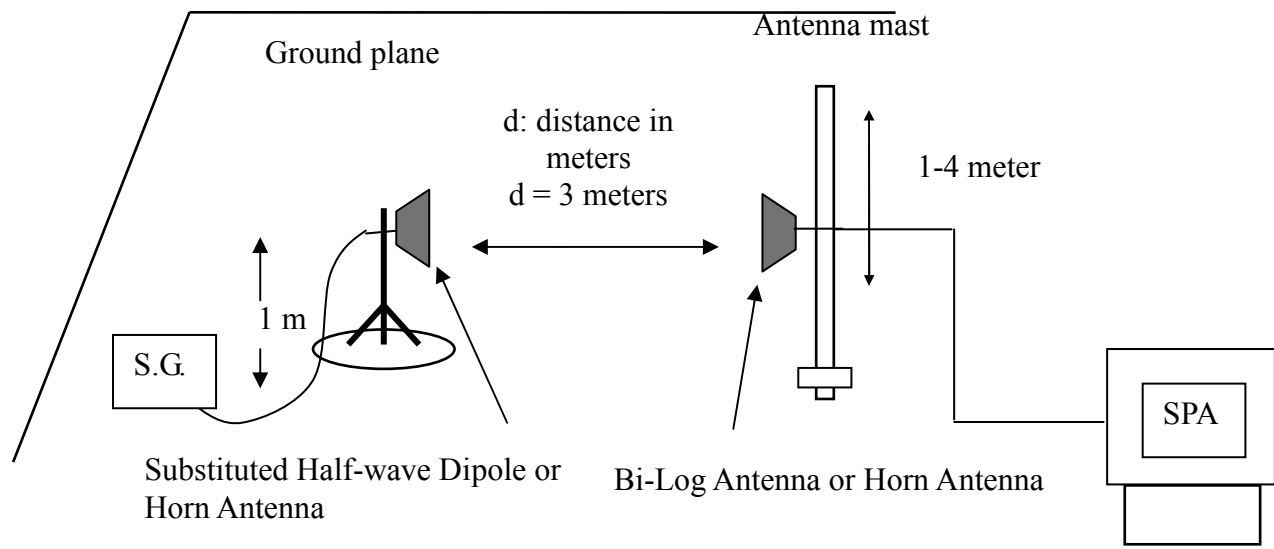 Antenna mast
Ground plane
d: distance in
meters
d = 3 meters
1-4 meter
1 m
S.G.
SPA
Substituted Half-wave Dipole or
Horn Antenna
Bi-Log Antenna or Horn Antenna